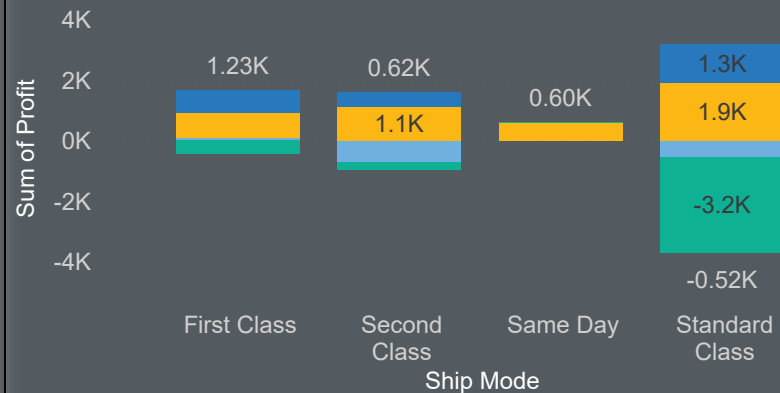 4K
2K
0K
-2K
-4K
Sum of Profit
1.23K
0.62K
1.1K
0.60K
1.3K
1.9K
-3.2K
-0.52K
First Class
Second
Class
Same Day
Standard
Class
Ship Mode